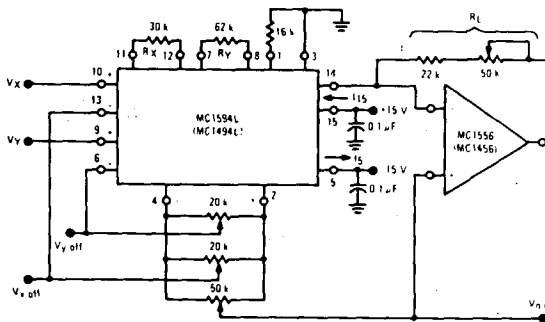 RL
30 k
62 k
16 k
11
RX
12
7
RY
8
1
3
VX
10
+
14
22 k
50 k
13
-
MC1594L
(MC1494L)
I15
15
+15 V
VY
9
+
0.1 µF
MC1556
(MC1456)
6
-
I5
5
15 V
0.1 µF
4
2
20 k
Vy off
20 k
Vx off
50 k